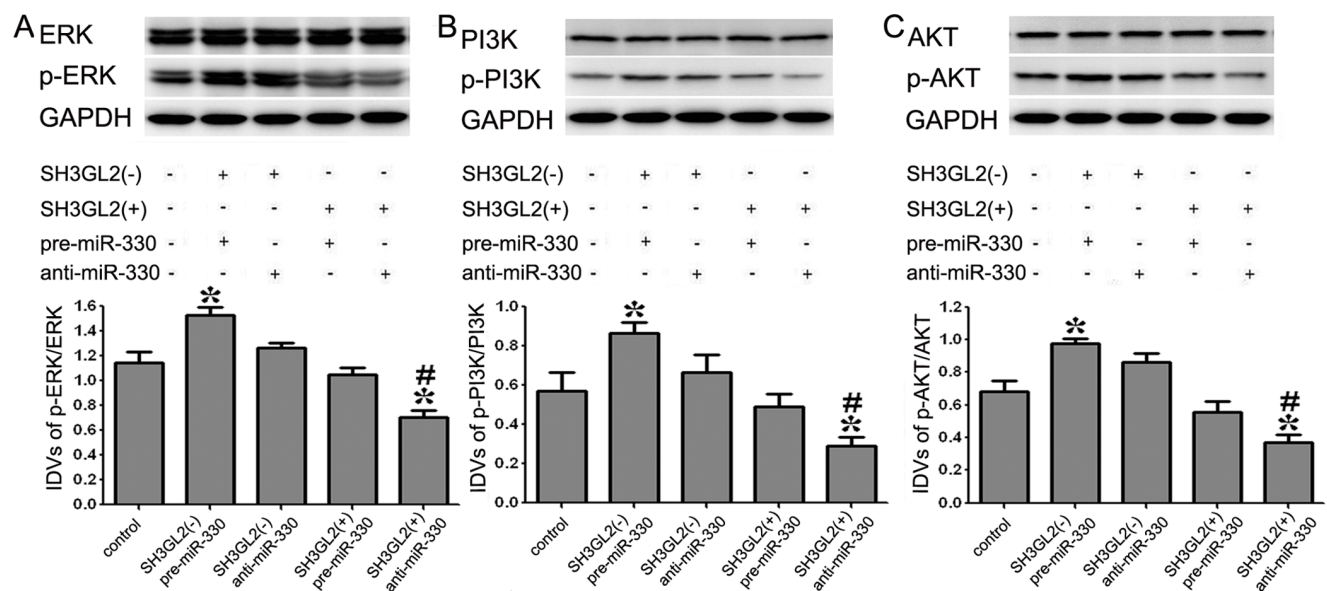 A
ERK
p-ERK
GAPDH
SH3GL2(-) - + + - -
SH3GL2(+) - - - + +
pre-miR-330 - + - + -
anti-miR-330 - - + - +
IDVs of p-ERK/ERK
1.6
1.4
1.2
1.0
0.8
0.6
0.4
0.2
0.0
*
#
*
control
SH3GL2(-)
pre-miR-330
SH3GL2(-)
anti-miR-330
SH3GL2(+)
pre-miR-330
SH3GL2(+)
anti-miR-330
B
PI3K
p-PI3K
GAPDH
SH3GL2(-) - + + - -
SH3GL2(+) - - - + +
pre-miR-330 - + - + -
anti-miR-330 - - + - +
IDVs of p-PI3K/PI3K
1.0
0.8
0.6
0.4
0.2
0.0
*
#
*
control
SH3GL2(-)
pre-miR-330
SH3GL2(-)
anti-miR-330
SH3GL2(+)
pre-miR-330
SH3GL2(+)
anti-miR-330
C
AKT
p-AKT
GAPDH
SH3GL2(-) - + + - -
SH3GL2(+) - - - + +
pre-miR-330 - + - + -
anti-miR-330 - - + - +
IDVs of p-AKT/AKT
1.2
1.0
0.8
0.6
0.4
0.2
0.0
*
#
*
control
SH3GL2(-)
pre-miR-330
SH3GL2(-)
anti-miR-330
SH3GL2(+)
pre-miR-330
SH3GL2(+)
anti-miR-330